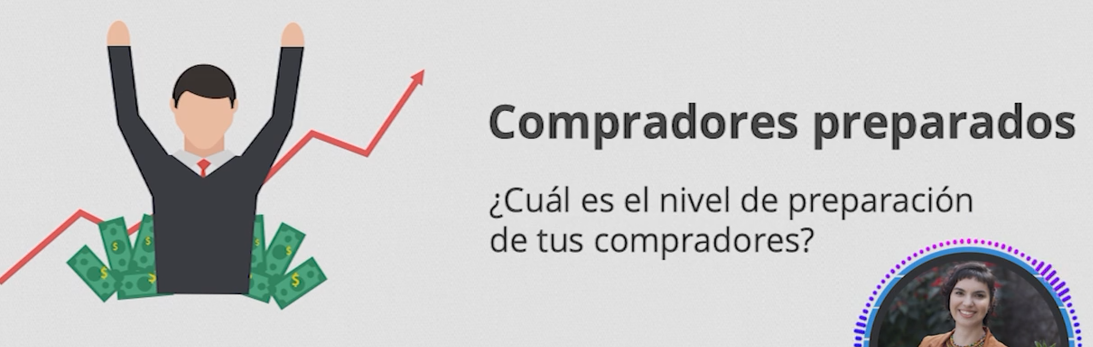 Compradores preparados
¿Cuál es el nivel de preparación
de tus compradores?